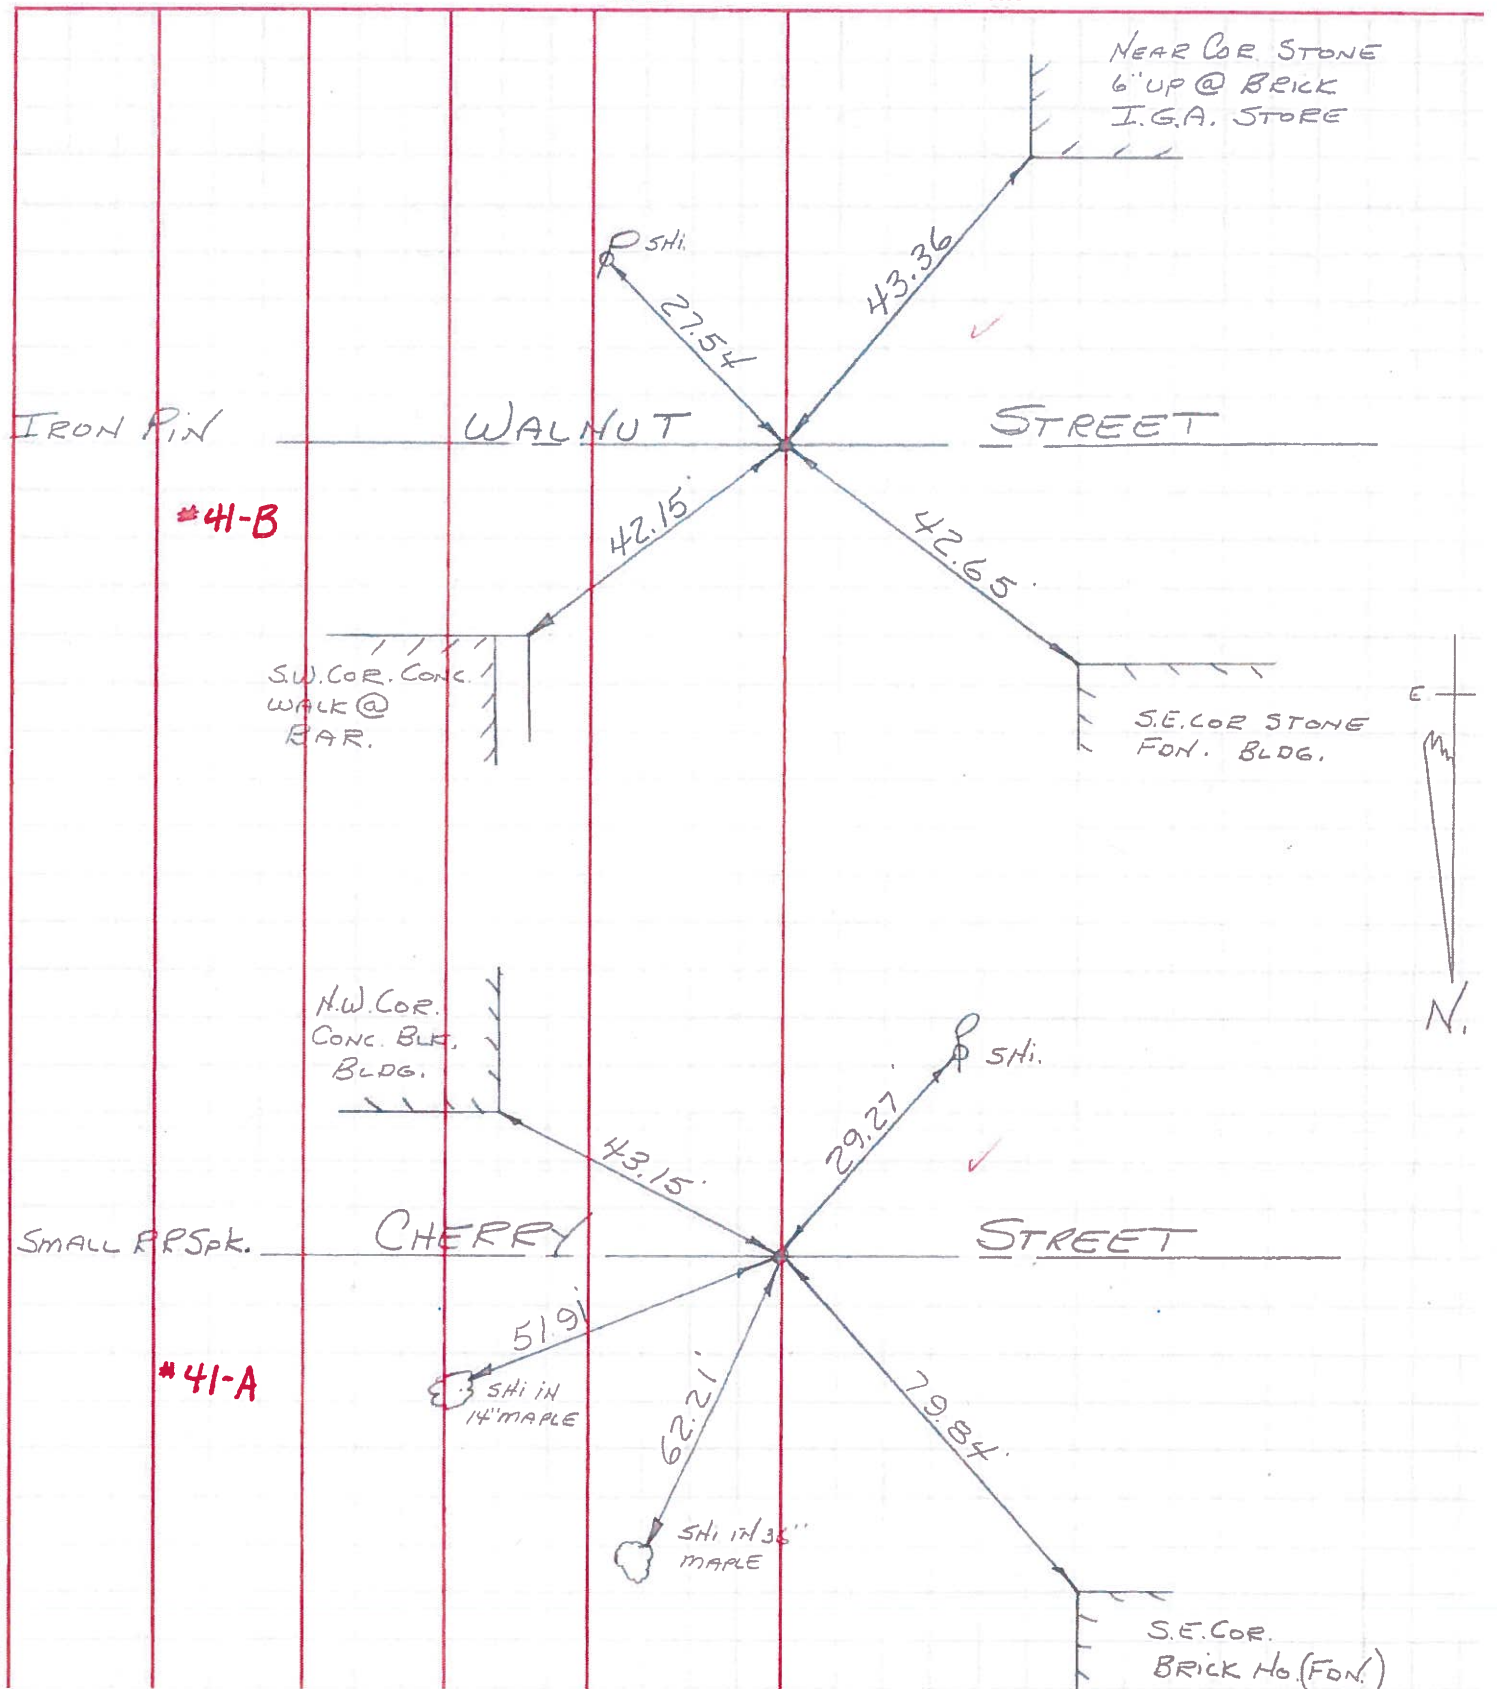 NEAR COR. STONE
6" UP @ BRICK
I.G.A. STORE
SHi.
27.54
43.36
IRON PiN
WALNUT STREET
#41-B
42.15'
42.65'
S.W. COR. CONC.
WALK @
BAR.
S.E. COR STONE
FDN. BLDG.
E
N.
N.W. COR.
CONC. BLK.
BLDG.
SHi.
43.15'
29.27'
SMALL RR SPK.
CHERRY STREET
51.91'
#41-A
SHi iN
14" MAPLE
62.21'
79.84'
SHi iN 36"
MAPLE
S.E. COR.
BRICK HO. (FDN.)